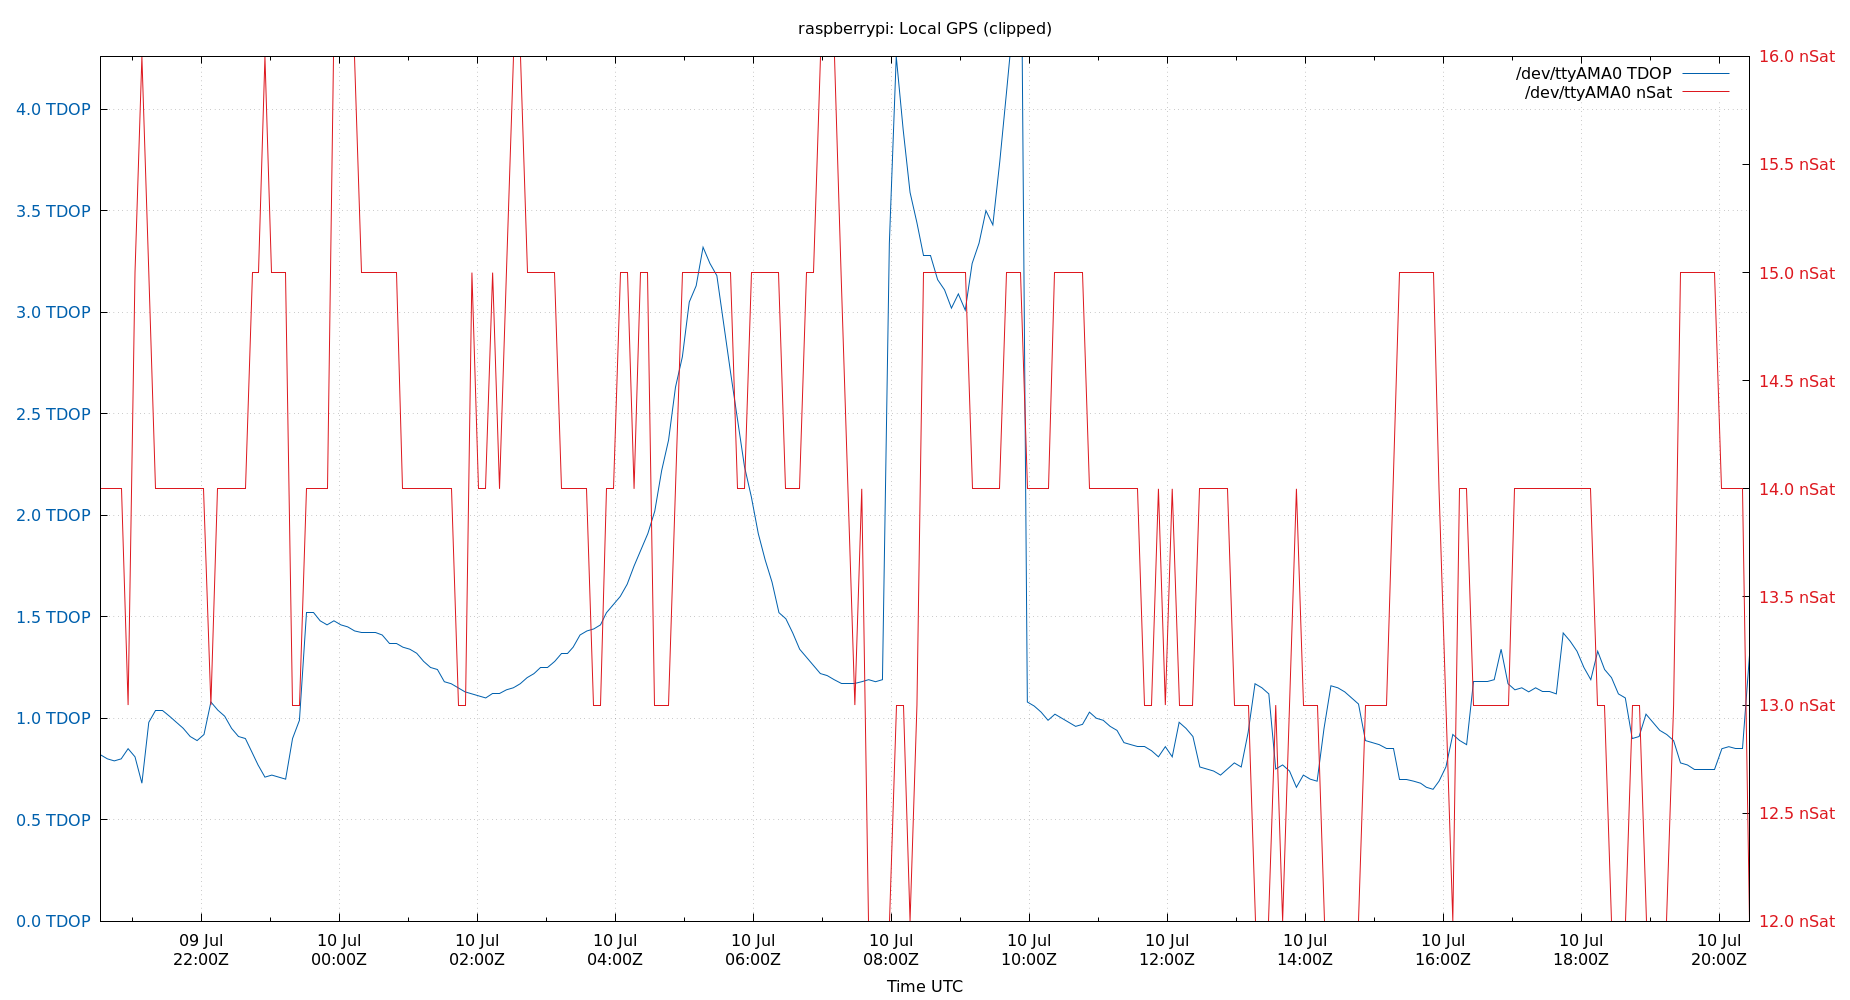 raspberrypi: Local GPS (clipped)
/dev/ttyAMA0 TDOP
/dev/ttyAMA0 nSat
4.0 TDOP
3.5 TDOP
3.0 TDOP
2.5 TDOP
2.0 TDOP
1.5 TDOP
1.0 TDOP
0.5 TDOP
0.0 TDOP
16.0 nSat
15.5 nSat
15.0 nSat
14.5 nSat
14.0 nSat
13.5 nSat
13.0 nSat
12.5 nSat
12.0 nSat
09 Jul
22:00Z
10 Jul
00:00Z
10 Jul
02:00Z
10 Jul
04:00Z
10 Jul
06:00Z
10 Jul
08:00Z
10 Jul
10:00Z
10 Jul
12:00Z
10 Jul
14:00Z
10 Jul
16:00Z
10 Jul
18:00Z
10 Jul
20:00Z
Time UTC